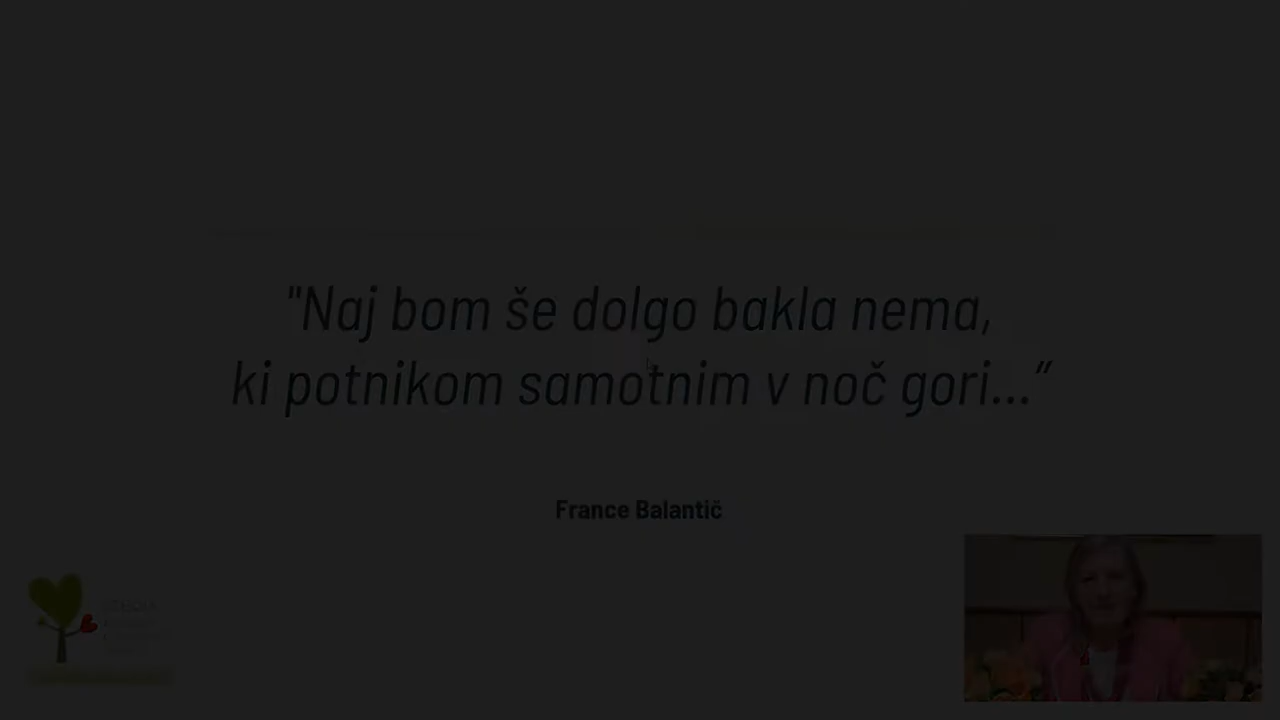 "Naj bom še dolgo bakla nema,
ki potnikom samotnim v noč gori..."
France Balantič